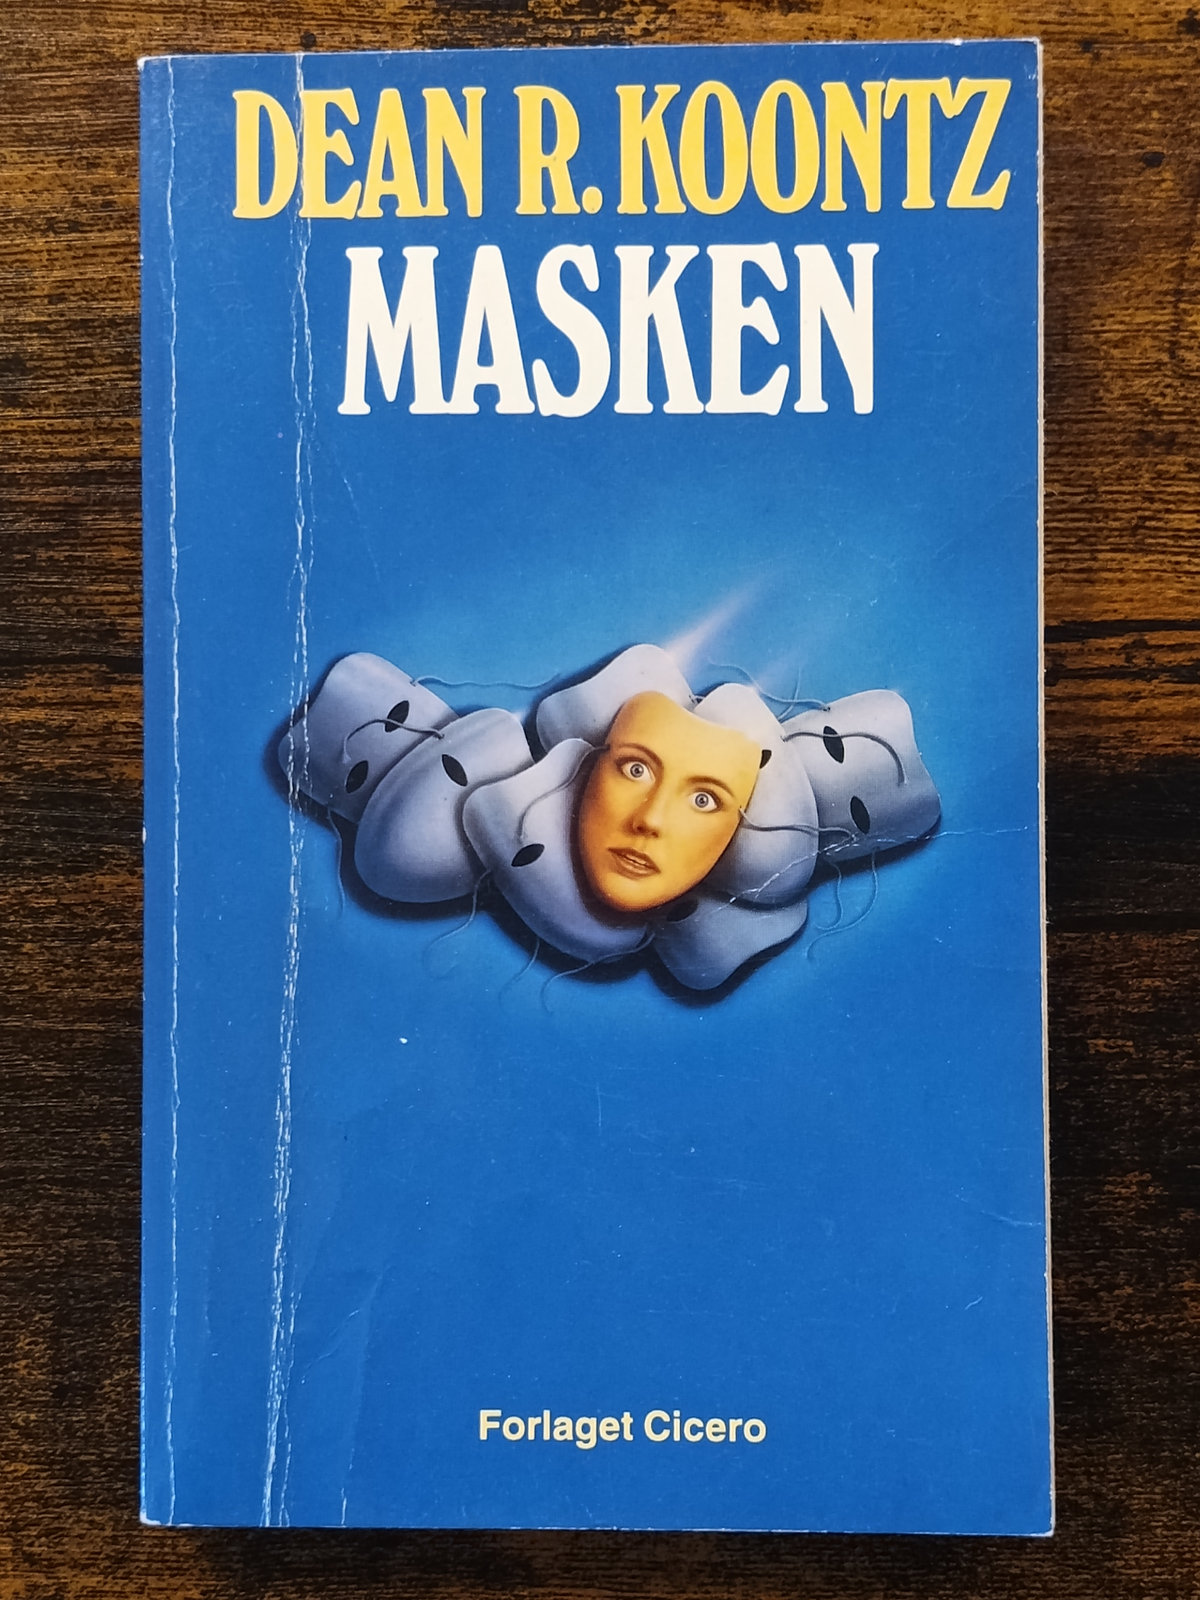 DEAN R. KOONTZ
MASKEN
Forlaget Cicero